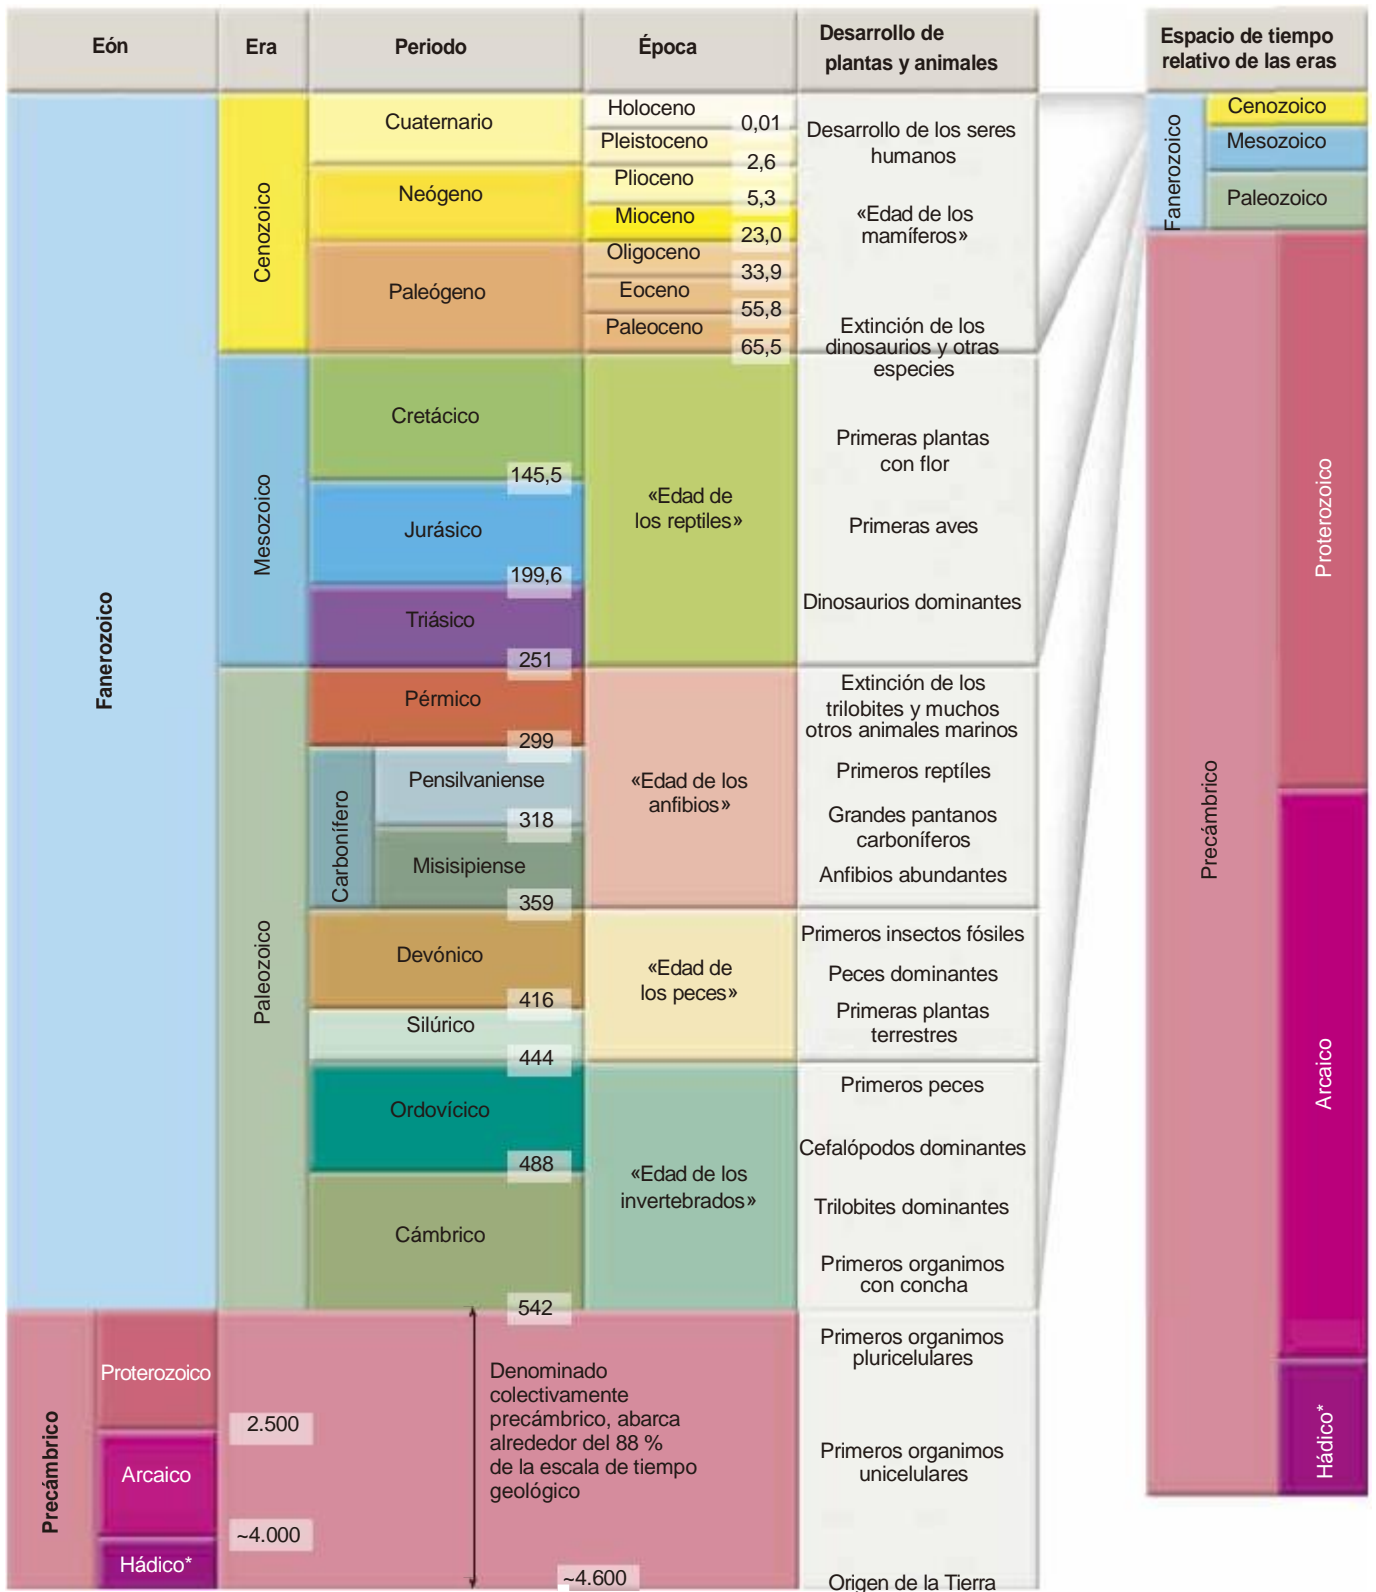 Eón
Era
Periodo
Época
Desarrollo de
plantas y animales
Espacio de tiempo
relativo de las eras
Fanerozoico
Cenozoico
Cuaternario
Holoceno
0,01
Pleistoceno
2,6
Neógeno
Plioceno
5,3
Mioceno
23,0
Paleógeno
Oligoceno
33,9
Eoceno
55,8
Paleoceno
65,5
Desarrollo de los seres
humanos
«Edad de los
mamíferos»
Extinción de los
dinosaurios y otras
especies
Mesozoico
Cretácico
145,5
Jurásico
199,6
Triásico
251
«Edad de
los reptiles»
Primeras plantas
con flor
Primeras aves
Dinosaurios dominantes
Paleozoico
Pérmico
299
Carbonífero
Pensilvaniense
318
Misisipiense
359
«Edad de los
anfibios»
Extinción de los
trilobites y muchos
otros animales marinos
Primeros reptíles
Grandes pantanos
carboníferos
Anfibios abundantes
Devónico
416
Silúrico
444
«Edad de
los peces»
Primeros insectos fósiles
Peces dominantes
Primeras plantas
terrestres
Ordovícico
488
Cámbrico
542
«Edad de los
invertebrados»
Primeros peces
Cefalópodos dominantes
Trilobites dominantes
Primeros organimos
con concha
Precámbrico
Proterozoico
2.500
Arcaico
~4.000
Hádico*
Denominado
colectivamente
precámbrico, abarca
alrededor del 88 %
de la escala de tiempo
geológico
~4.600
Primeros organimos
pluricelulares
Primeros organimos
unicelulares
Origen de la Tierra
Fanerozoico
Cenozoico
Mesozoico
Paleozoico
Precámbrico
Proterozoico
Arcaico
Hádico*